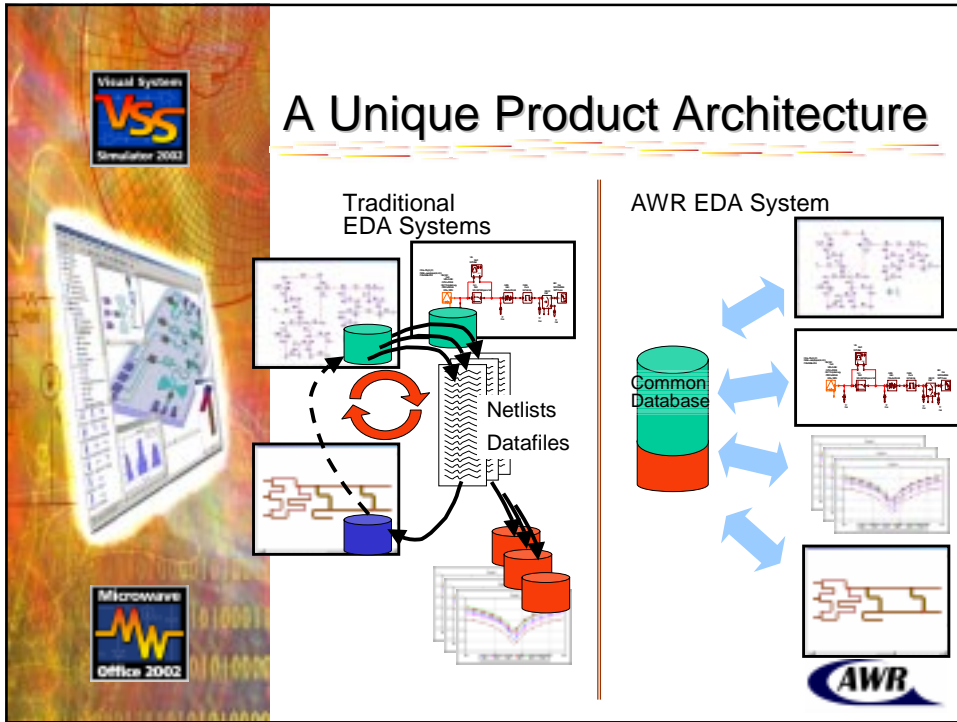 Visual System
VSS
Simulator 2002
A Unique Product Architecture
Traditional
EDA Systems
Netlists
Datafiles
AWR EDA System
Common
Database
Microwave
MW
Office 2002
AWR